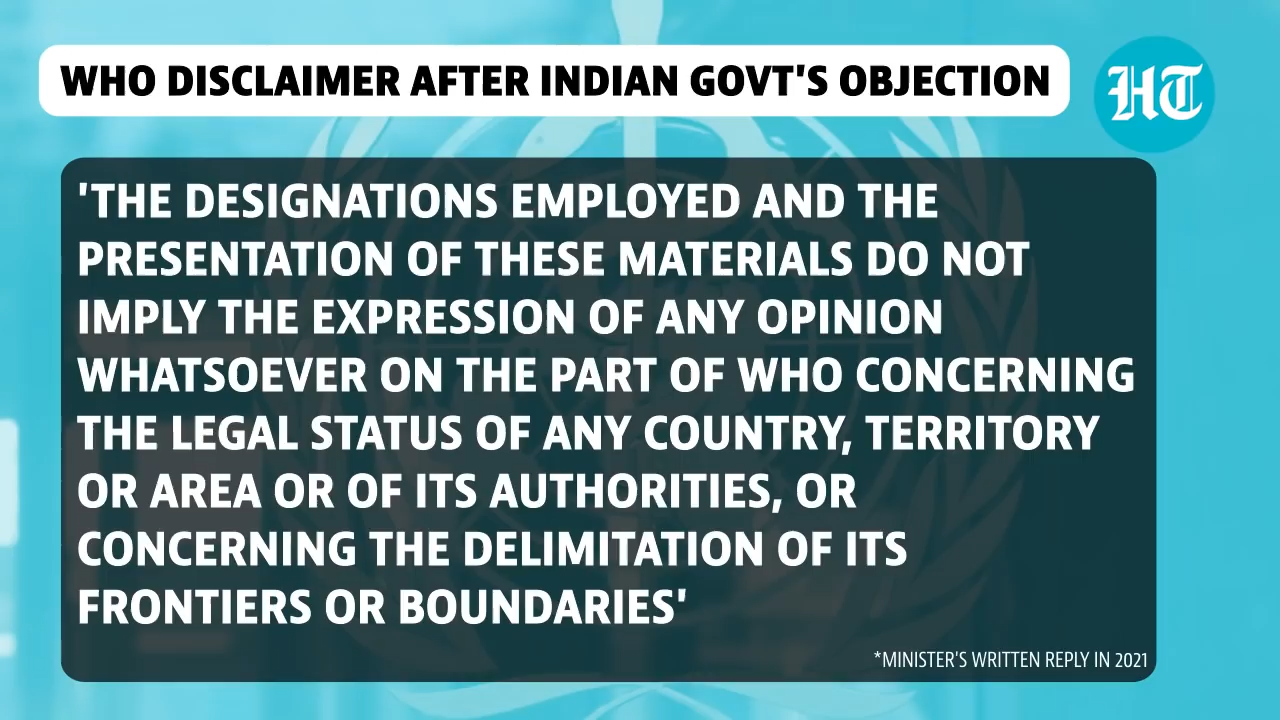 WHO DISCLAIMER AFTER INDIAN GOVT'S OBJECTION
HT
'THE DESIGNATIONS EMPLOYED AND THE
PRESENTATION OF THESE MATERIALS DO NOT
IMPLY THE EXPRESSION OF ANY OPINION
WHATSOEVER ON THE PART OF WHO CONCERNING
THE LEGAL STATUS OF ANY COUNTRY, TERRITORY
OR AREA OR OF ITS AUTHORITIES, OR
CONCERNING THE DELIMITATION OF ITS
FRONTIERS OR BOUNDARIES'
*MINISTER'S WRITTEN REPLY IN 2021